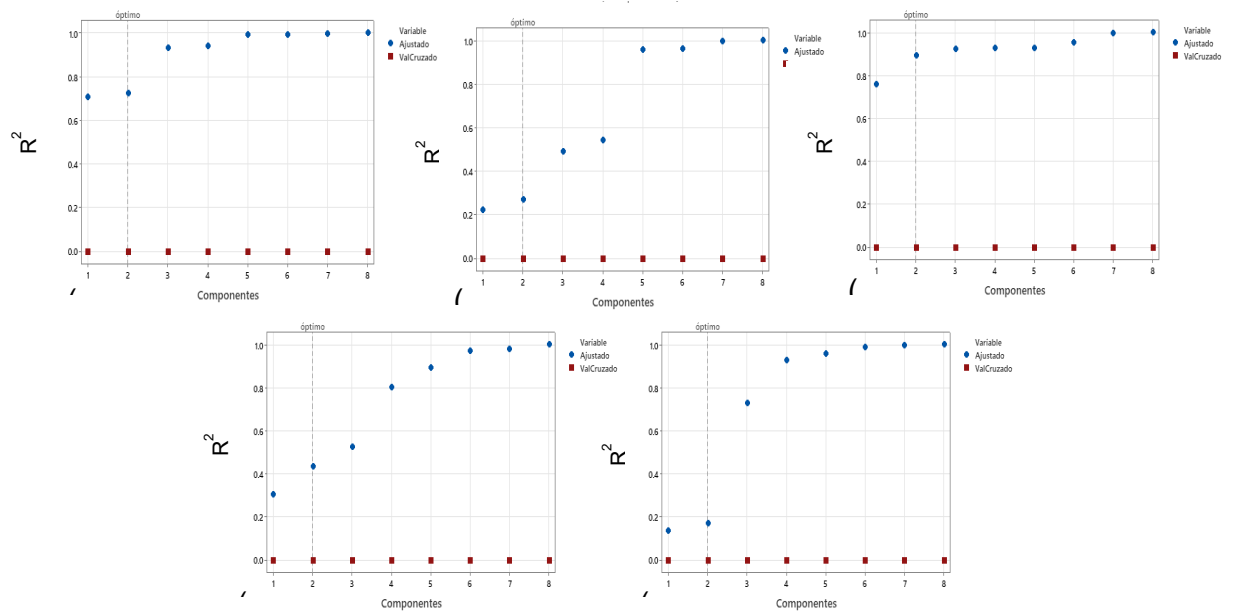 óptimo
Variable
Ajustado
ValCruzado
1.0
0.8
0.6
0.4
0.2
0.0
R²
1 2 3 4 5 6 7 8
Componentes
(
óptimo
Variable
Ajustado
1.0
0.8
0.6
0.4
0.2
0.0
R²
1 2 3 4 5 6 7 8
Componentes
(
óptimo
Variable
Ajustado
ValCruzado
1.0
0.8
0.6
0.4
0.2
0.0
R²
1 2 3 4 5 6 7 8
Componentes
(
óptimo
Variable
Ajustado
ValCruzado
1.0
0.8
0.6
0.4
0.2
0.0
R²
1 2 3 4 5 6 7 8
Componentes
(
óptimo
Variable
Ajustado
ValCruzado
1.0
0.8
0.6
0.4
0.2
0.0
R²
1 2 3 4 5 6 7 8
Componentes
(